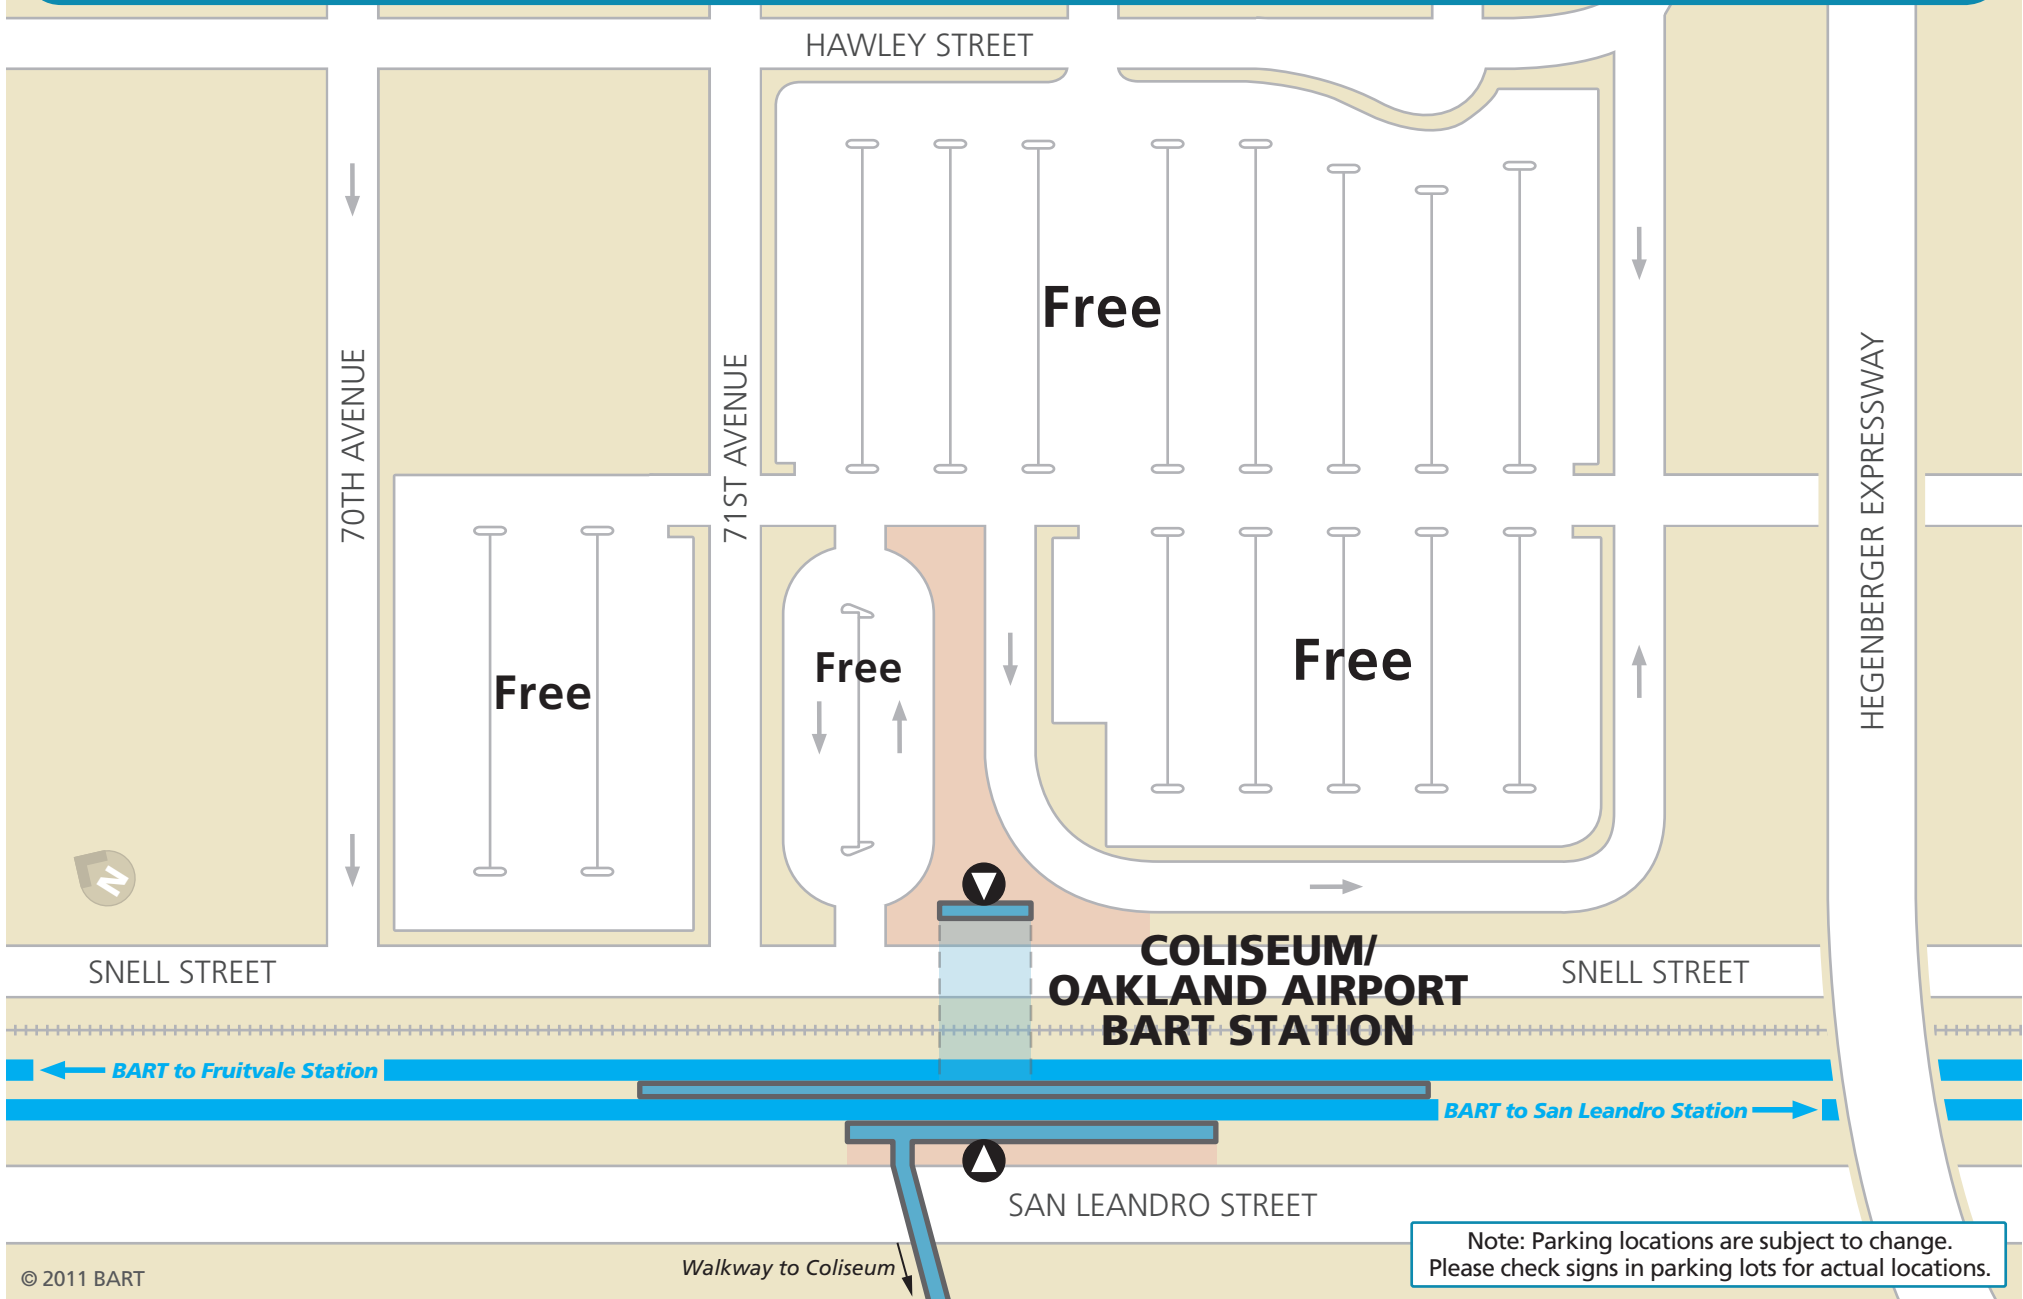 HAWLEY STREET
Free
70TH AVENUE
71ST AVENUE
HEGENBERGER EXPRESSWAY
Free
Free
Free
N
COLISEUM/
OAKLAND AIRPORT
BART STATION
SNELL STREET
SNELL STREET
BART to Fruitvale Station
BART to San Leandro Station
SAN LEANDRO STREET
Walkway to Coliseum
Note: Parking locations are subject to change.
Please check signs in parking lots for actual locations.
© 2011 BART